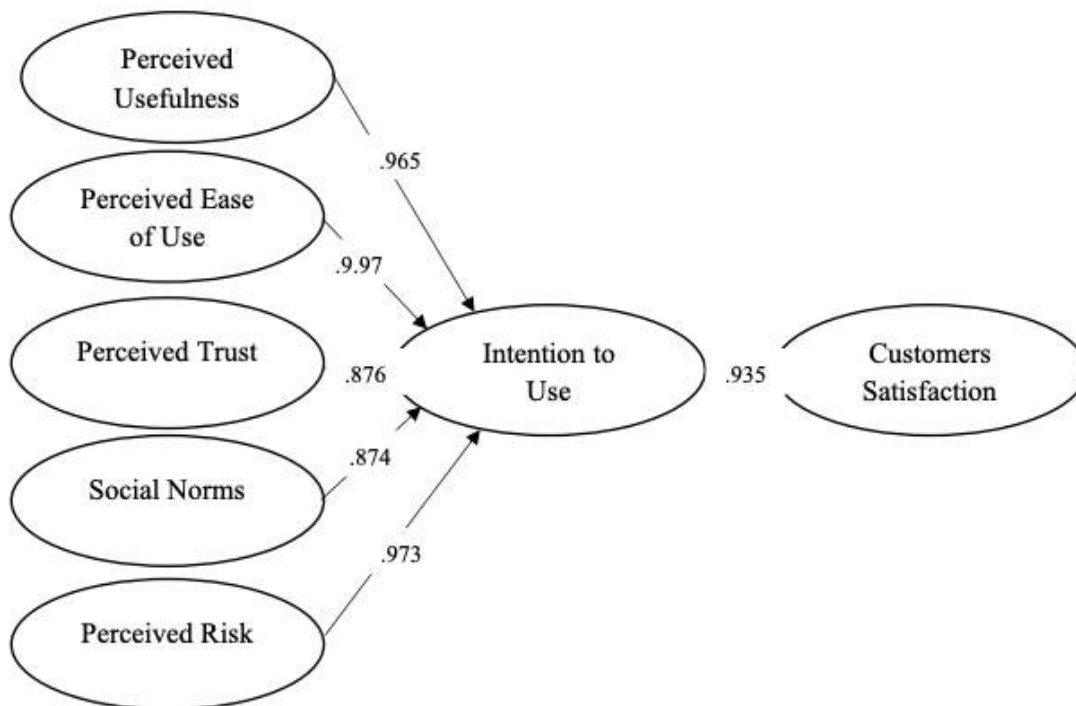 Perceived
Usefulness
.965
Perceived Ease
of Use
.9.97
Perceived Trust
.876
Intention to
Use
.935
Customers
Satisfaction
Social Norms
.874
.973
Perceived Risk